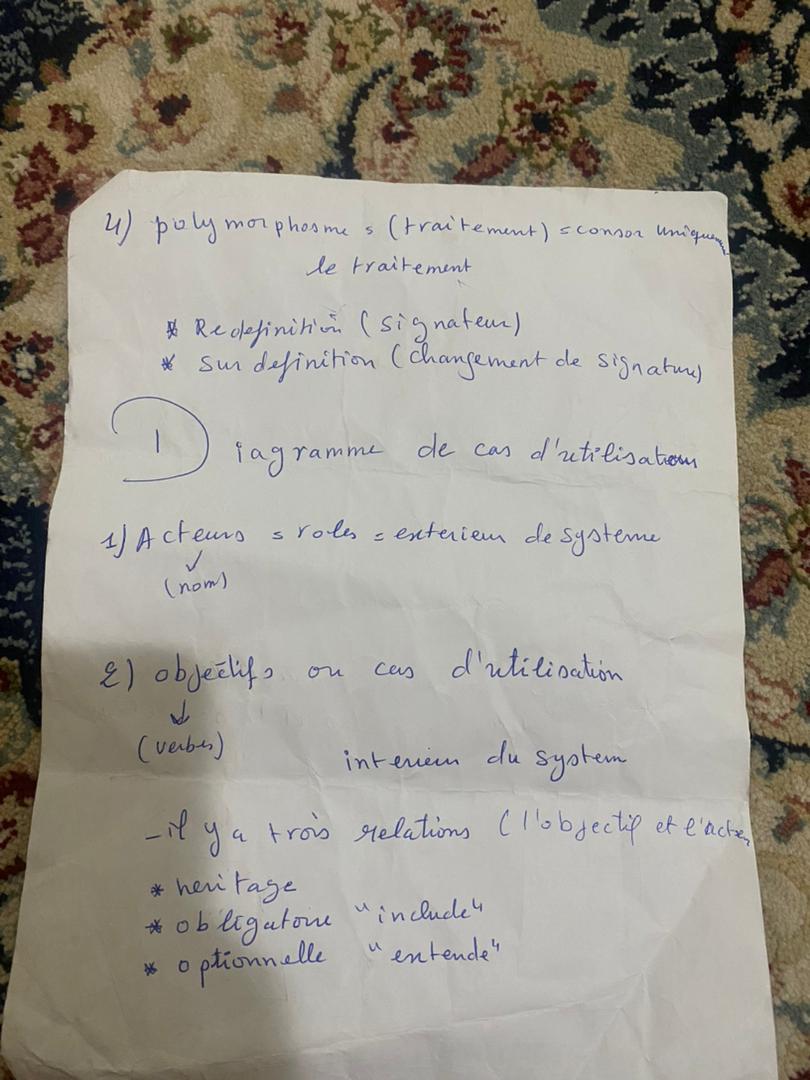 4) polymorphosme = (traitement) = consor uniquement
le traitement
* Redefinition (signateur)
* Sur definition (changement de signature)
Diagramme de cas d'utilisation
1) Acteurs = roles = exterieur de systeme
(nom)
2) objectifs ou cas d'utilisation
(verbes)
interieur du system
- il y a trois relations (l'objectif et l'acteur
* heritage
* obligatoire "include"
* optionnelle "extende"